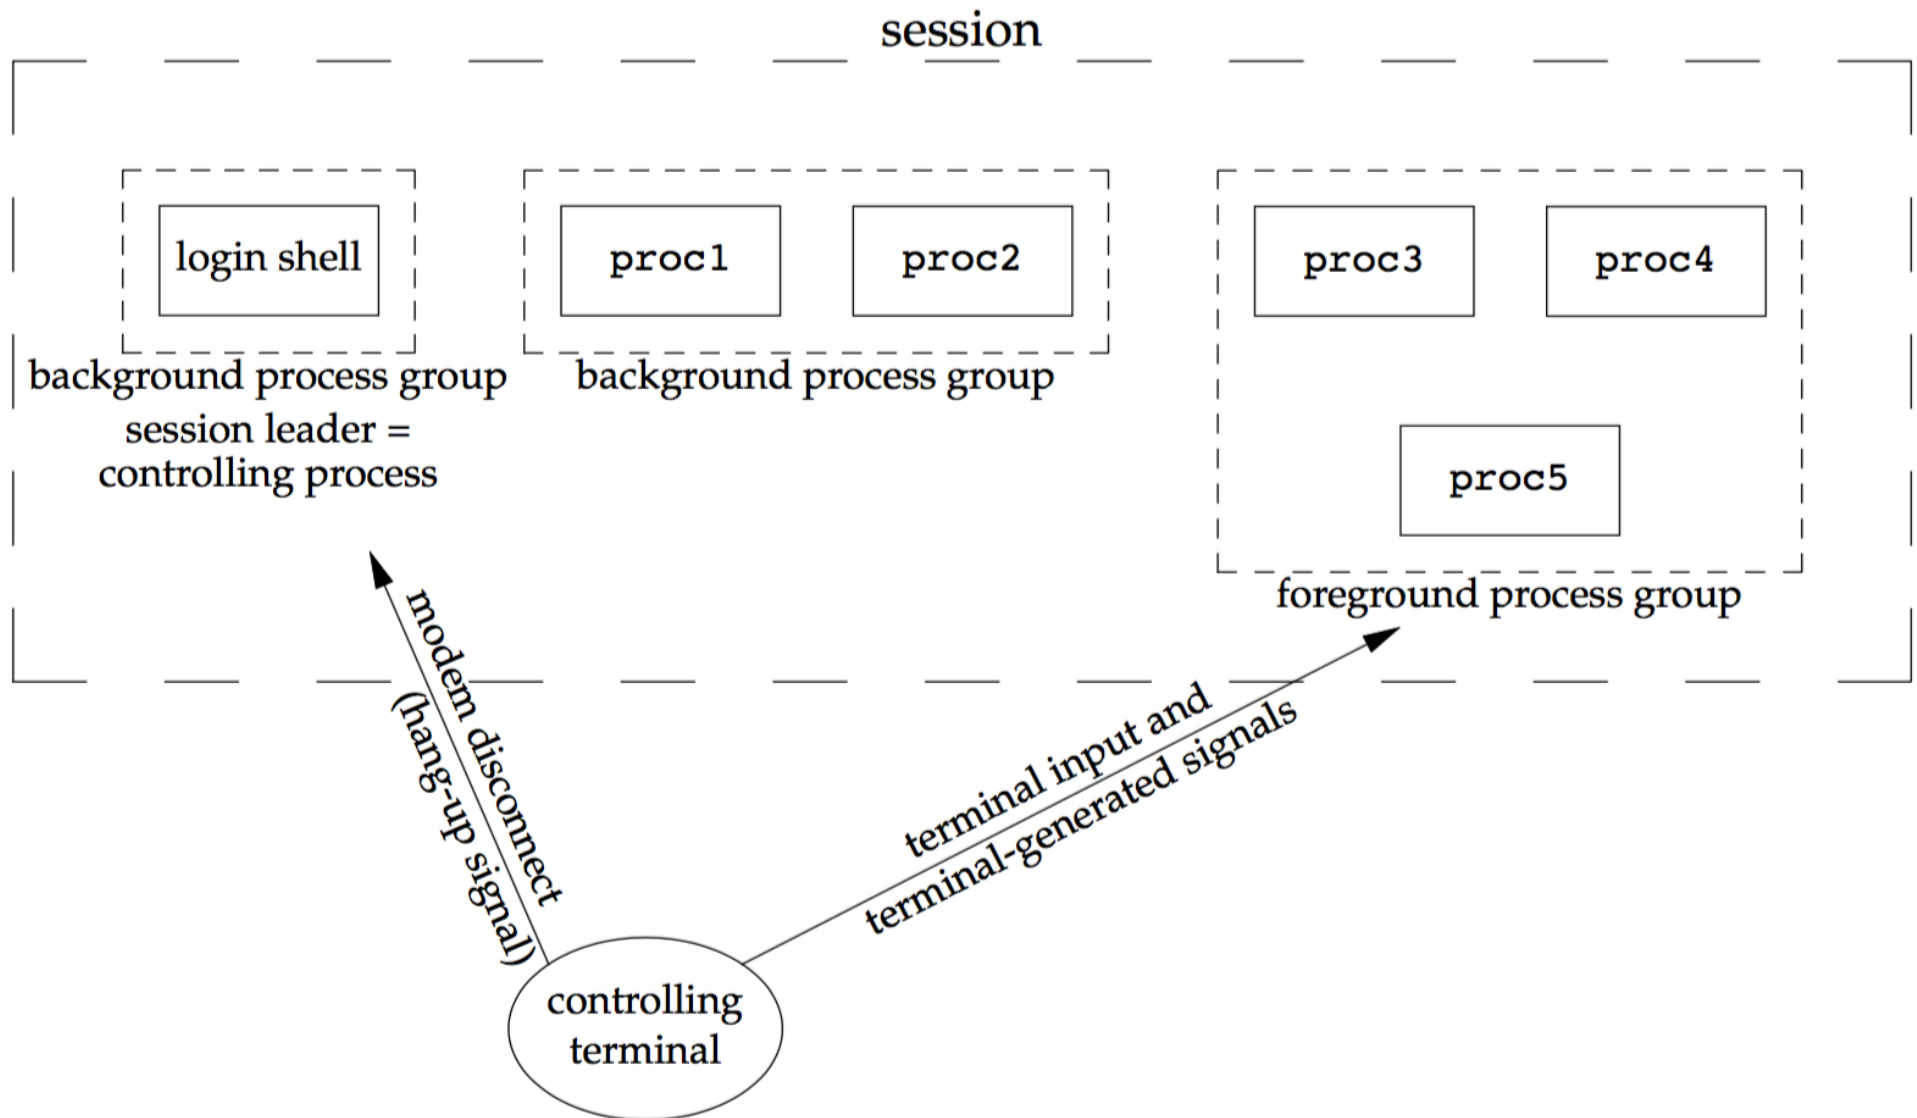 session
login shell
proc1
proc2
proc3
proc4
background process group
session leader =
controlling process
background process group
proc5
foreground process group
modem disconnect
(hang-up signal)
terminal input and
terminal-generated signals
controlling
terminal